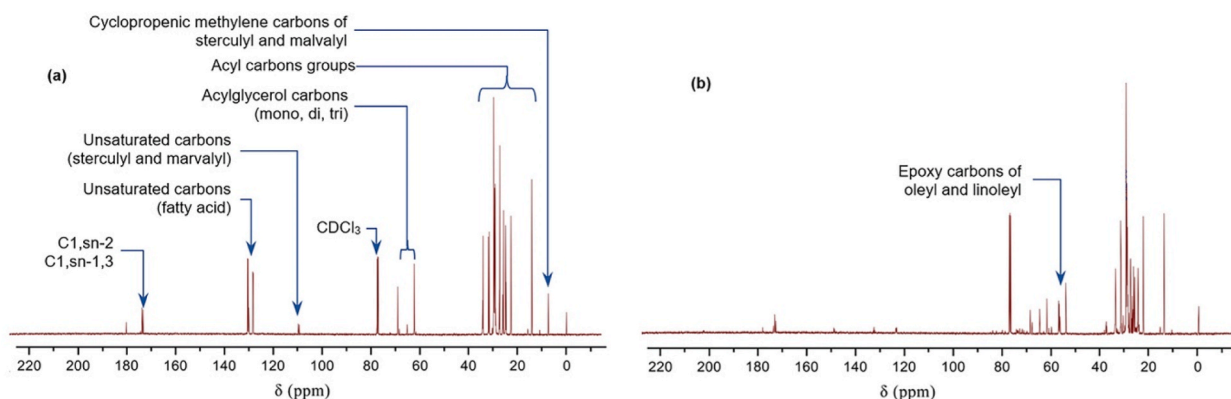 Cyclopropenic methylene carbons of
sterculyl and malvalyl
(a)
Acyl carbons groups
Acylglycerol carbons
(mono, di, tri)
Unsaturated carbons
(sterculyl and marvalyl)
Unsaturated carbons
(fatty acid)
CDCl₃
C1,sn-2
C1,sn-1,3
220 200 180 160 140 120 100 80 60 40 20 0
δ (ppm)
(b)
Epoxy carbons of
oleyl and linoleyl
220 200 180 160 140 120 100 80 60 40 20 0
δ (ppm)